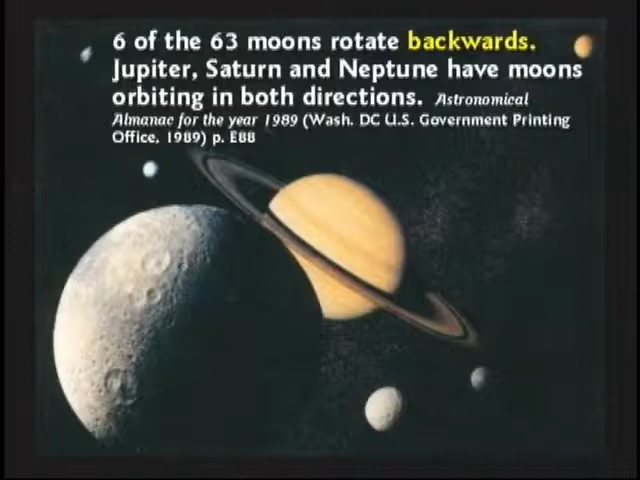 6 of the 63 moons rotate backwards.
Jupiter, Saturn and Neptune have moons
orbiting in both directions. Astronomical
Almanac for the year 1989 (Wash. DC U.S. Government Printing
Office, 1989) p. E88